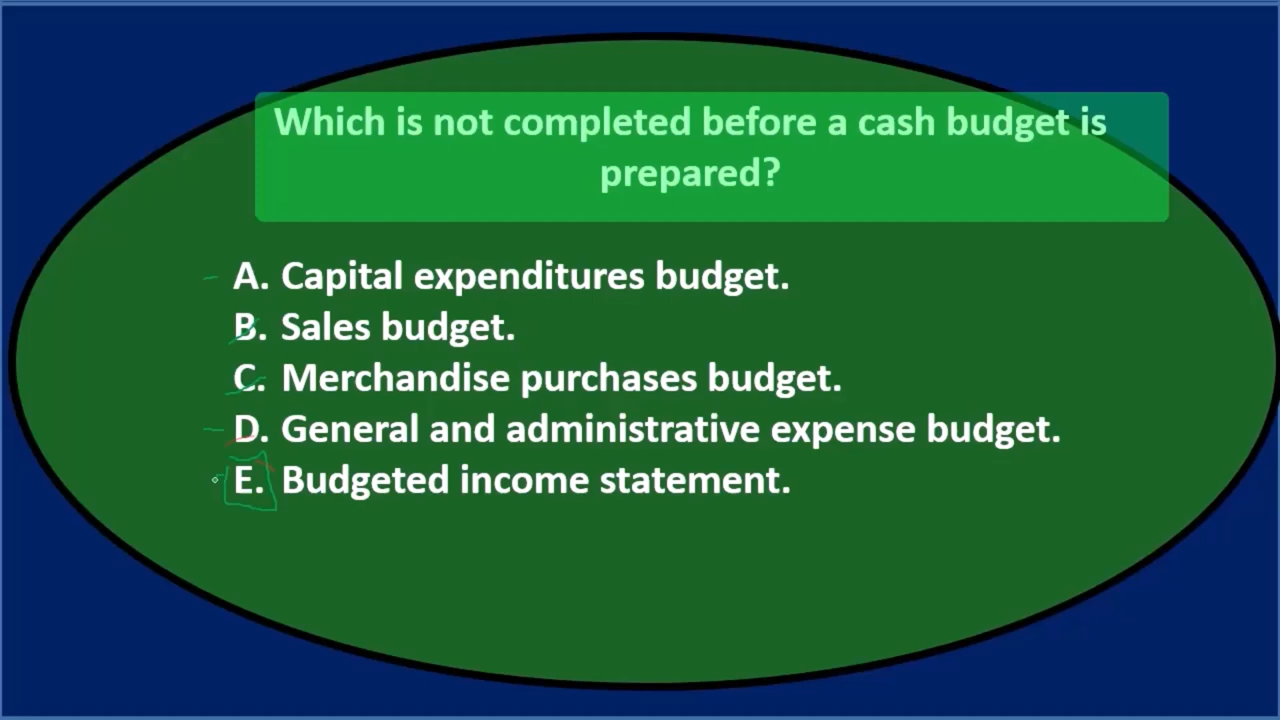 Which is not completed before a cash budget is
prepared?
A. Capital expenditures budget.
B. Sales budget.
C. Merchandise purchases budget.
D. General and administrative expense budget.
E. Budgeted income statement.